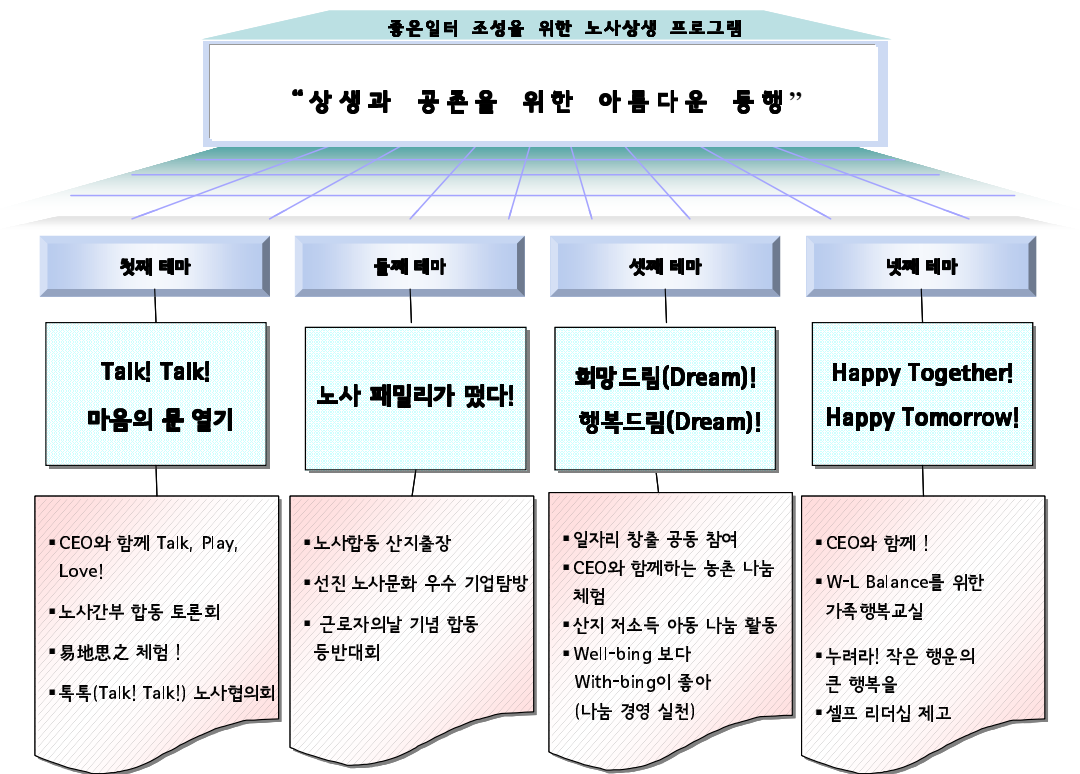 좋은일터 조성을 위한 노사상생 프로그램
“상생과 공존을 위한 아름다운 동행”
첫째 테마
Talk! Talk!
마음의 문 열기
▪CEO와 함께 Talk, Play,
Love!
▪노사간부 합동 토론회
▪易地思之 체험 !
▪톡톡(Talk! Talk!) 노사협의회
둘째 테마
노사 패밀리가 떴다!
▪노사합동 산지출장
▪선진 노사문화 우수 기업탐방
▪ 근로자의날 기념 합동
등반대회
셋째 테마
희망드림(Dream)!
행복드림(Dream)!
▪일자리 창출 공동 참여
▪CEO와 함께하는 농촌 나눔
체험
▪산지 저소득 아동 나눔 활동
▪Well-bing 보다
With-bing이 좋아
(나눔 경영 실천)
넷째 테마
Happy Together!
Happy Tomorrow!
▪CEO와 함께 !
▪W-L Balance를 위한
가족행복교실
▪누려라! 작은 행운의
큰 행복을
▪셀프 리더십 제고